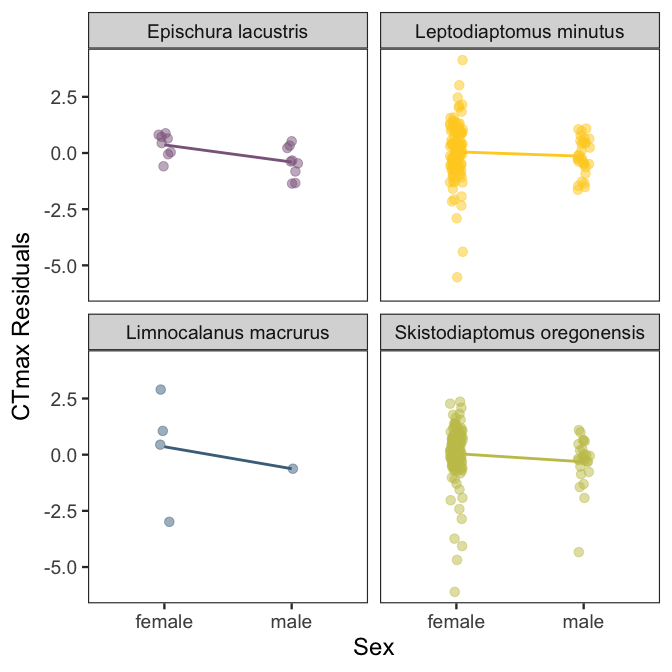 Epischura lacustris
Leptodiaptomus minutus
2.5
0.0
-2.5
-5.0
Limnocalanus macrurus
Skistodiaptomus oregonensis
2.5
0.0
-2.5
-5.0
CTmax Residuals
female
male
female
male
Sex